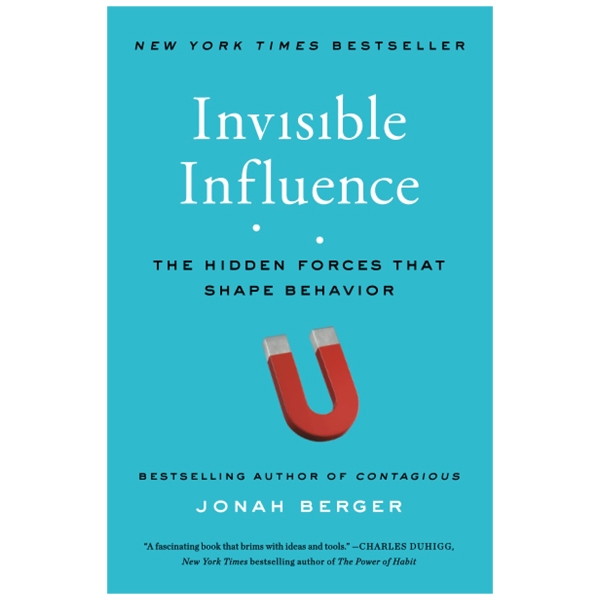 NEW YORK TIMES BESTSELLER
Invisible
Influence
THE HIDDEN FORCES THAT
SHAPE BEHAVIOR
BESTSELLING AUTHOR OF CONTAGIOUS
JONAH BERGER
“A fascinating book that brims with ideas and tools.” —CHARLES DUHIGG,
New York Times bestselling author of The Power of Habit